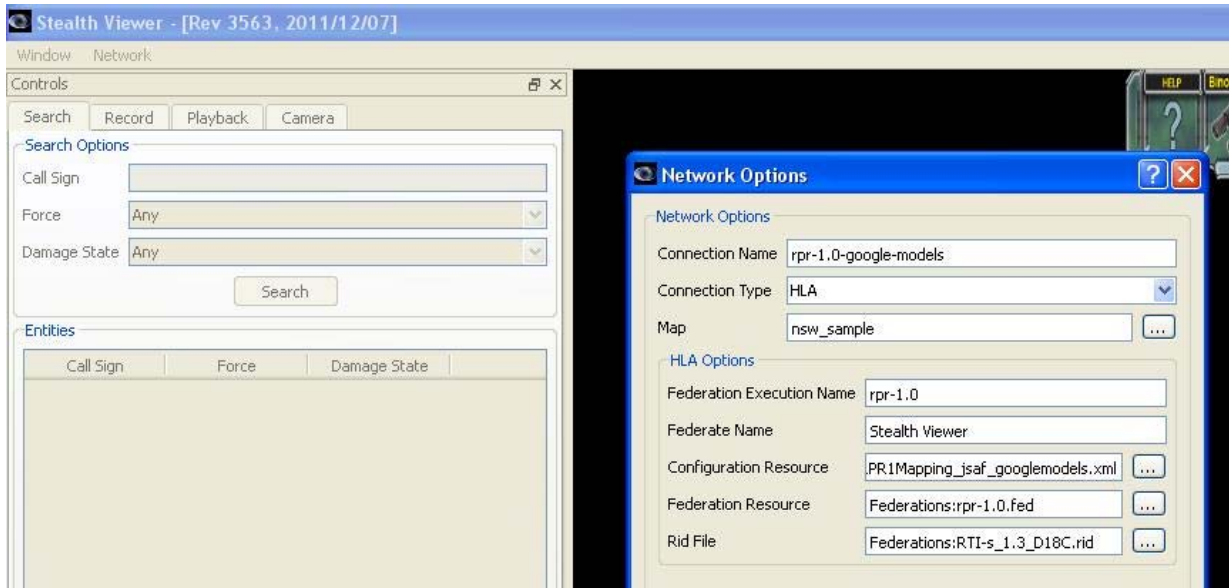 Stealth Viewer - [Rev 3563, 2011/12/07]
Window Network
Controls
Search Record Playback Camera
Search Options
Call Sign
Force Any
Damage State Any
Search
Entities
Call Sign Force Damage State
HELP
?
Network Options
?
Network Options
Connection Name rpr-1.0-google-models
Connection Type HLA
Map nsw_sample ...
HLA Options
Federation Execution Name rpr-1.0
Federate Name Stealth Viewer
Configuration Resource .PR1Mapping_jsaf_googlemodels.xml ...
Federation Resource Federations:rpr-1.0.fed ...
Rid File Federations:RTI-s_1.3_D18C.rid ...